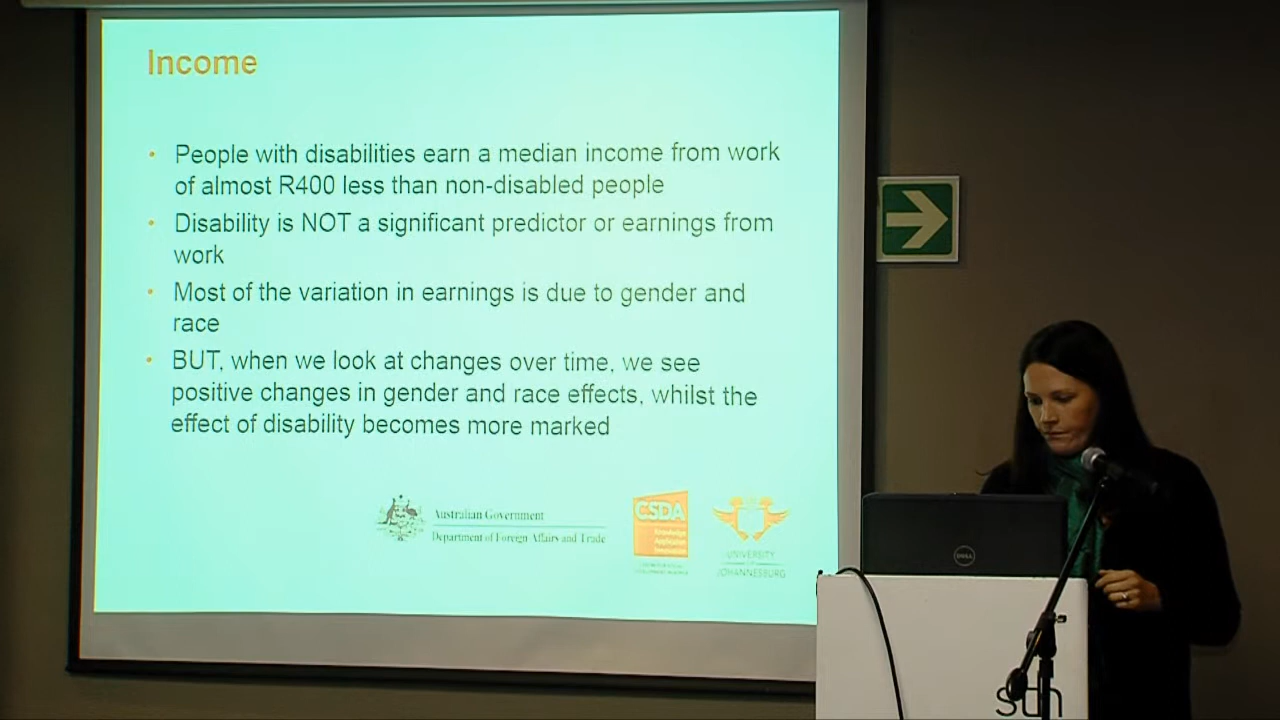 Income
• People with disabilities earn a median income from work
of almost R400 less than non-disabled people
• Disability is NOT a significant predictor or earnings from
work
• Most of the variation in earnings is due to gender and
race
• BUT, when we look at changes over time, we see
positive changes in gender and race effects, whilst the
effect of disability becomes more marked
Australian Government
Department of Foreign Affairs and Trade
CSDA
UNIVERSITY
OF
JOHANNESBURG
DELL
sth